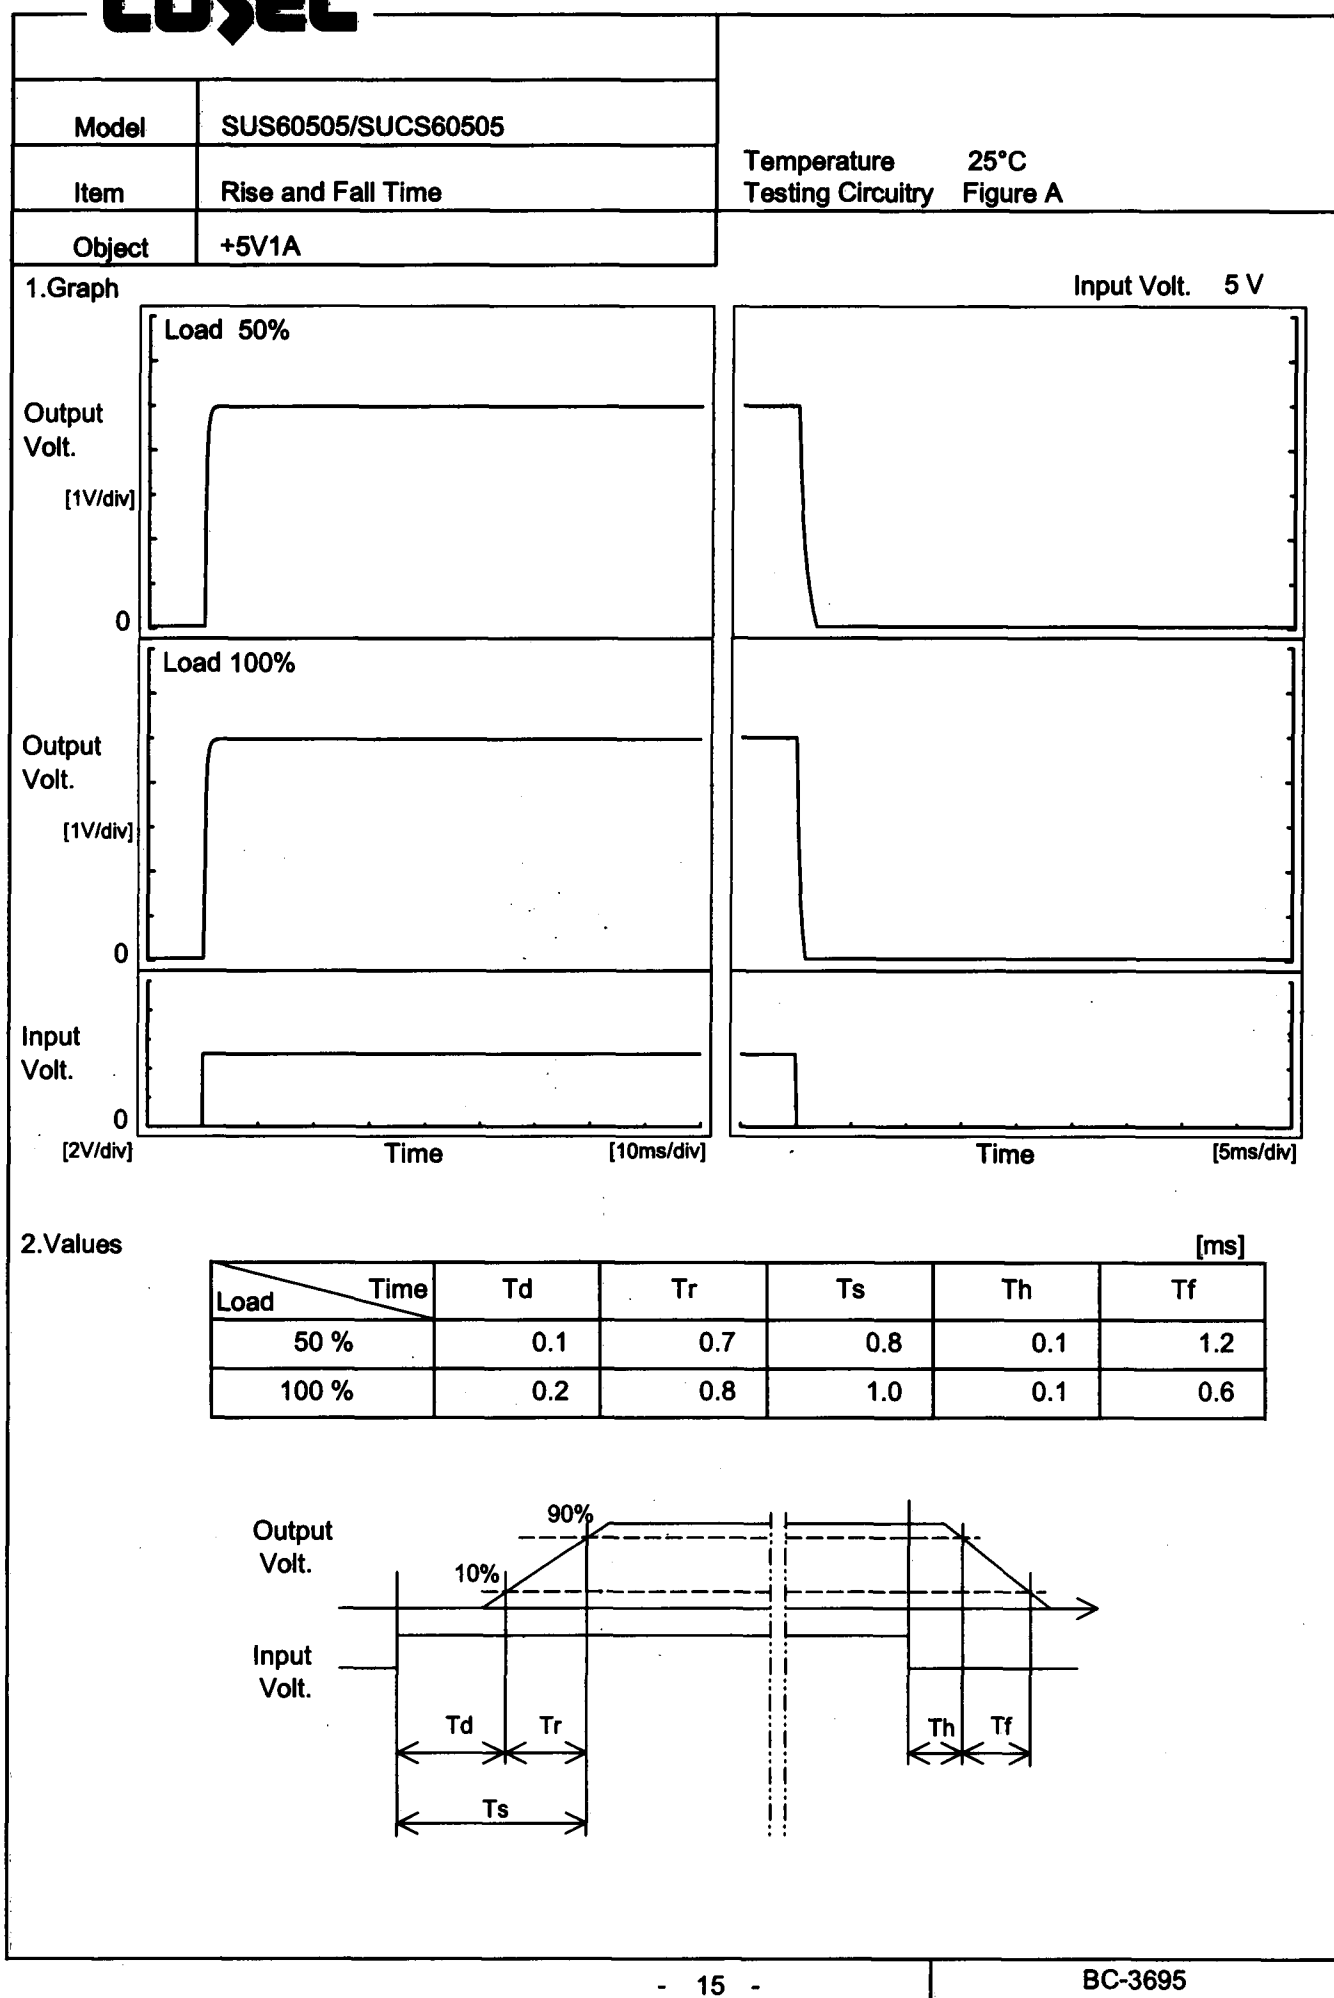 COSEL
Model SUS60505/SUCS60505
Item Rise and Fall Time
Object +5V1A
Temperature 25°C
Testing Circuitry Figure A
1.Graph
Input Volt. 5 V
Load 50%
Output
Volt.
[1V/div]
0
Load 100%
Output
Volt.
[1V/div]
0
Input
Volt.
0
[2V/div] Time [10ms/div] Time [5ms/div]
2.Values [ms]
Time Td Tr Ts Th Tf
Load
50 % 0.1 0.7 0.8 0.1 1.2
100 % 0.2 0.8 1.0 0.1 0.6
90%
Output
Volt.
10%
Input
Volt.
Td Tr Th Tf
Ts
- 15 - BC-3695